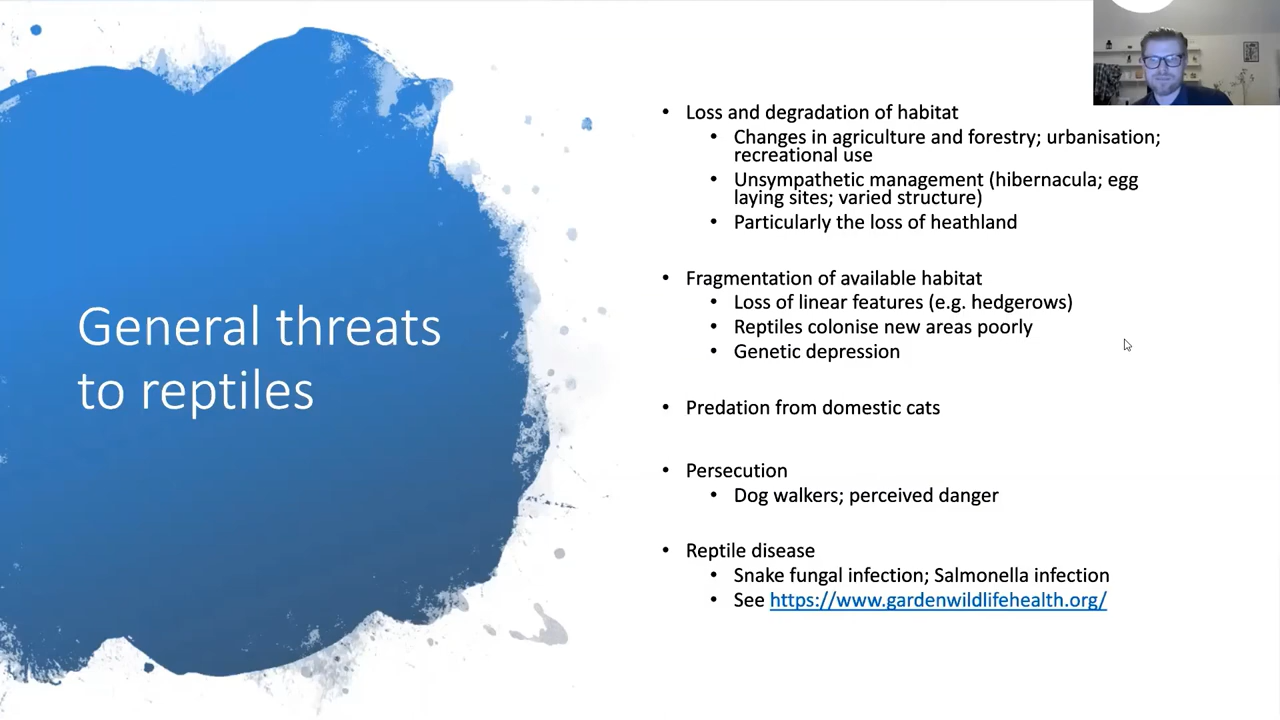 General threats
to reptiles
• Loss and degradation of habitat
• Changes in agriculture and forestry; urbanisation;
recreational use
• Unsympathetic management (hibernacula; egg
laying sites; varied structure)
• Particularly the loss of heathland
• Fragmentation of available habitat
• Loss of linear features (e.g. hedgerows)
• Reptiles colonise new areas poorly
• Genetic depression
• Predation from domestic cats
• Persecution
• Dog walkers; perceived danger
• Reptile disease
• Snake fungal infection; Salmonella infection
• See https://www.gardenwildlifehealth.org/